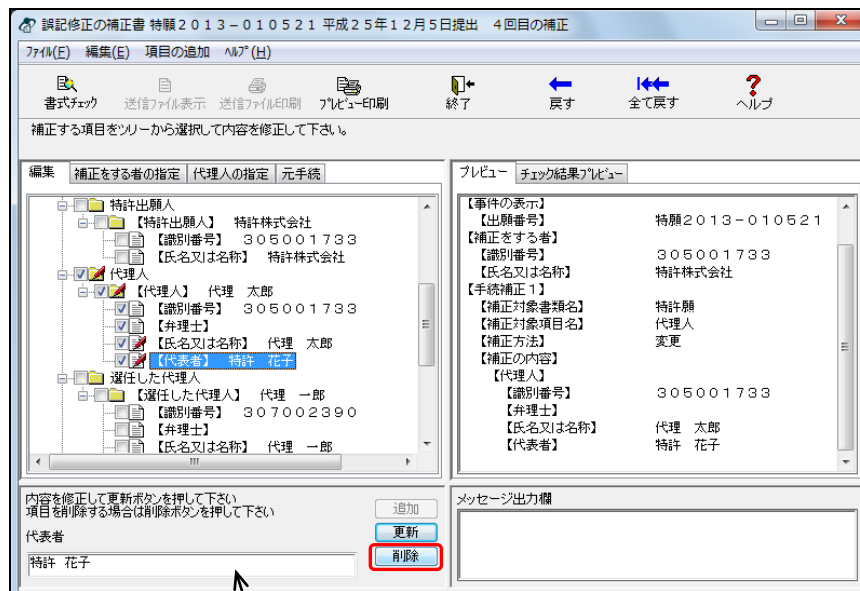 誤記修正の補正書 特願２０１３－０１０５２１ 平成２５年１２月５日提出　４回目の補正
ﾌｧｲﾙ(F)　編集(E)　項目の追加　ﾍﾙﾌﾟ(H)
書式ﾁｪｯｸ　送信ﾌｧｲﾙ表示　送信ﾌｧｲﾙ印刷　ﾌﾟﾚﾋﾞｭｰ印刷　終了　戻す　全て戻す　ヘルプ
補正する項目をツリーから選択して内容を修正して下さい。
編集　補正をする者の指定　代理人の指定　元手続
特許出願人
【特許出願人】　特許株式会社
【識別番号】　３０５００１７３３
【氏名又は名称】　特許株式会社
代理人
【代理人】　代理　太郎
【識別番号】　３０５００１７３３
【弁理士】
【氏名又は名称】　代理　太郎
【代表者】　特許　花子
選任した代理人
【選任した代理人】　代理　一郎
【識別番号】　３０７００２３９０
【弁理士】
【氏名又は名称】　代理　一郎
プレビュー　チェック結果ﾌﾟﾚﾋﾞｭｰ
【事件の表示】
【出願番号】　特願２０１３－０１０５２１
【補正をする者】
【識別番号】　３０５００１７３３
【氏名又は名称】　特許株式会社
【手続補正１】
【補正対象書類名】　特許願
【補正対象項目名】　代理人
【補正方法】　変更
【補正の内容】
【代理人】
【識別番号】　３０５００１７３３
【弁理士】
【氏名又は名称】　代理　太郎
【代表者】　特許　花子
内容を修正して更新ボタンを押して下さい
項目を削除する場合は削除ボタンを押して下さい
追加
更新
削除
代表者
特許　花子
メッセージ出力欄